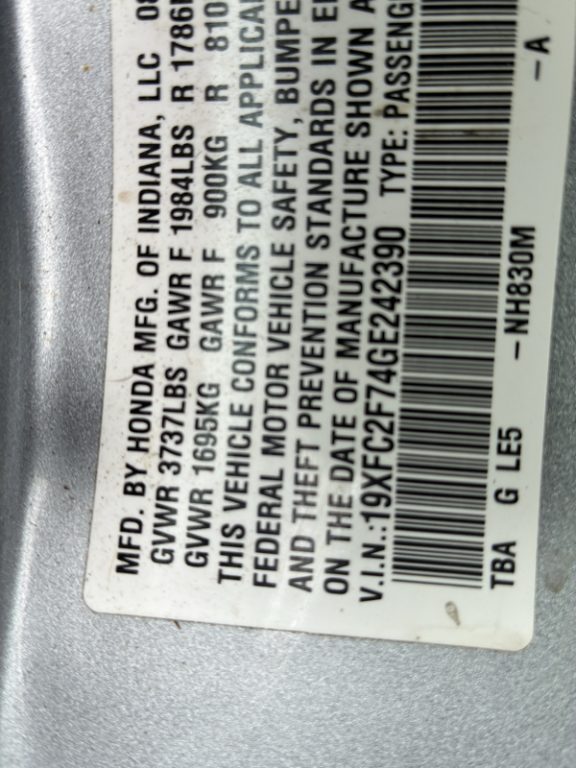 MFD. BY HONDA MFG. OF INDIANA, LLC 08
GVWR 3737LBS GAWR F 1984LBS R 1786
GVWR 1695KG GAWR F 900KG R 810
THIS VEHICLE CONFORMS TO ALL APPLICA
FEDERAL MOTOR VEHICLE SAFETY, BUMPE
AND THEFT PREVENTION STANDARDS IN E
ON THE DATE OF MANUFACTURE SHOWN A
V.I.N.:19XFC2F74GE242390 TYPE: PASSENG
TBA G LE5 -NH830M -A